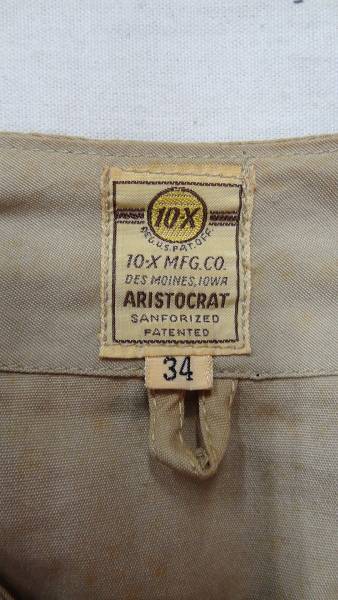 10-X
REG.U.S.PAT.OFF.
10-X MFG.CO.
DES MOINES, IOWA
ARISTOCRAT
SANFORIZED
PATENTED
34